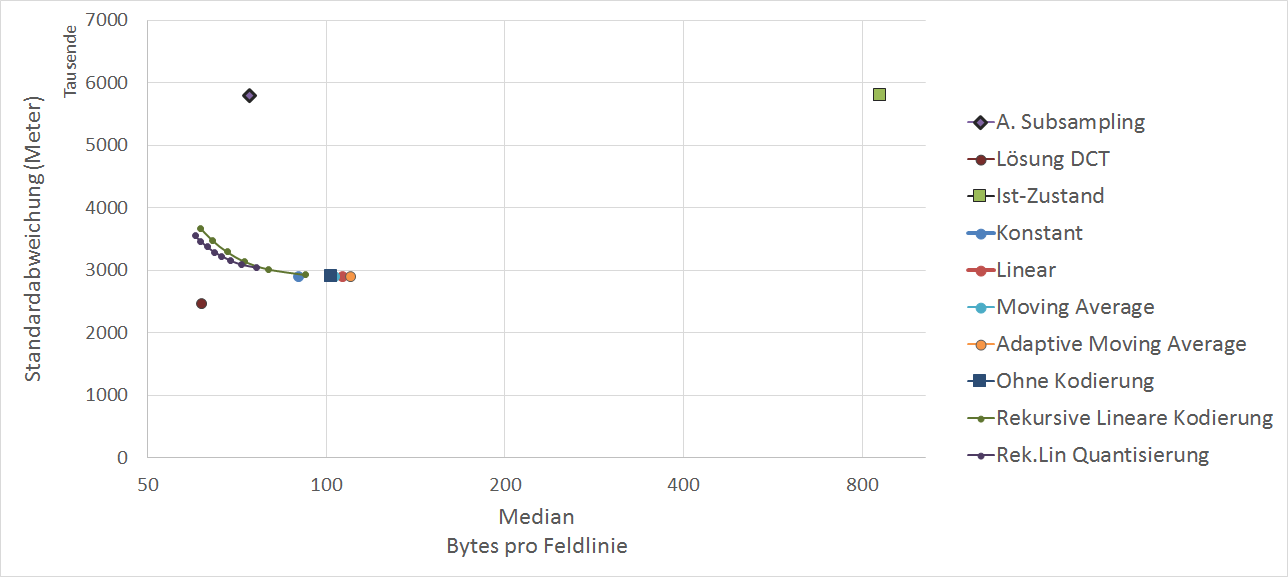 Standardabweichung (Meter)
Tausende
7000
6000
5000
4000
3000
2000
1000
0
50
100
200
400
800
Median
Bytes pro Feldlinie
A. Subsampling
Lösung DCT
Ist-Zustand
Konstant
Linear
Moving Average
Adaptive Moving Average
Ohne Kodierung
Rekursive Lineare Kodierung
Rek.Lin Quantisierung